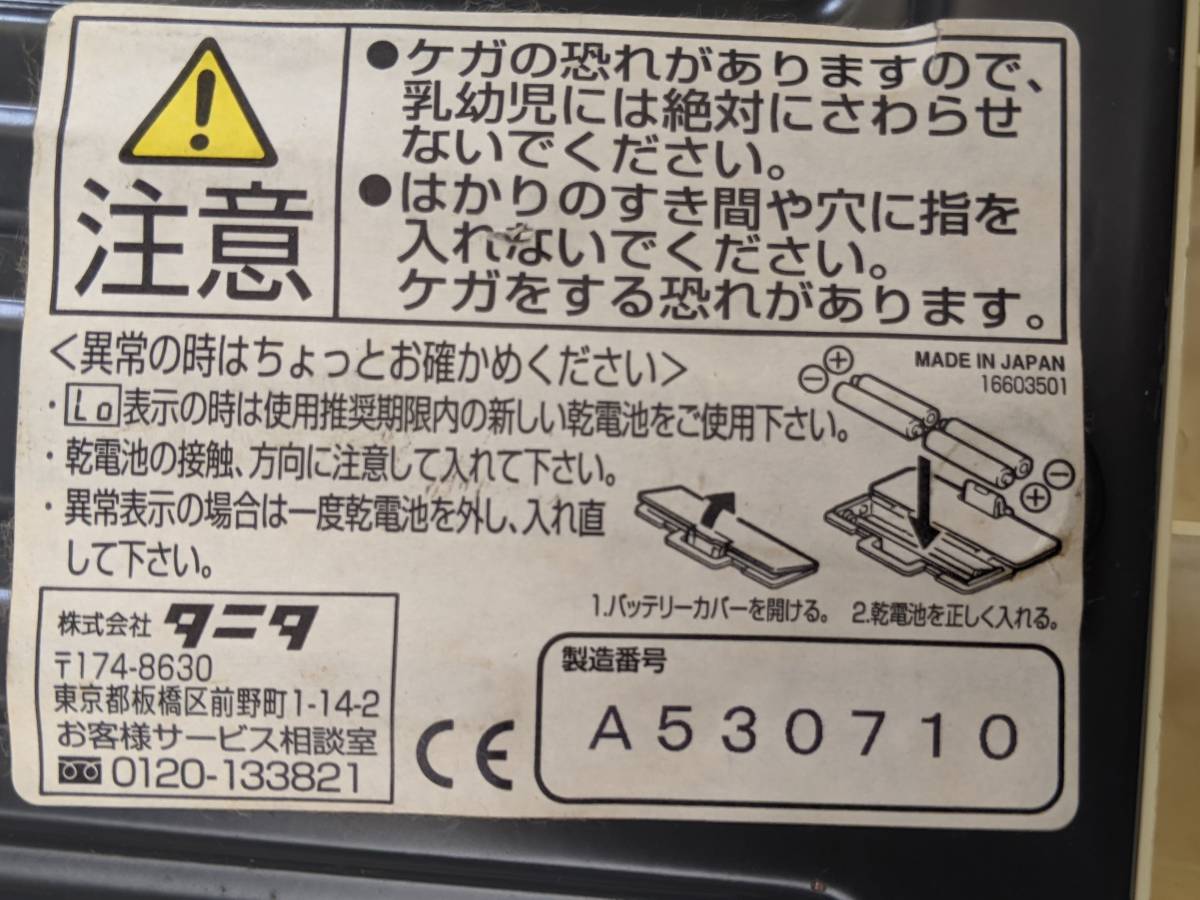 注意
●ケガの恐れがありますので、
乳幼児には絶対にさわらせ
ないでください。
●はかりのすき間や穴に指を
入れないでください。
ケガをする恐れがあります。
<異常の時はちょっとお確かめください>
・Lo表示の時は使用推奨期限内の新しい乾電池をご使用下さい。
・乾電池の接触、方向に注意して入れて下さい。
・異常表示の場合は一度乾電池を外し、入れ直
して下さい。
MADE IN JAPAN
16603501
1.バッテリーカバーを開ける。
2.乾電池を正しく入れる。
株式会社 タニタ
〒174-8630
東京都板橋区前野町1-14-2
お客様サービス相談室
0120-133821
CE
製造番号
A530710